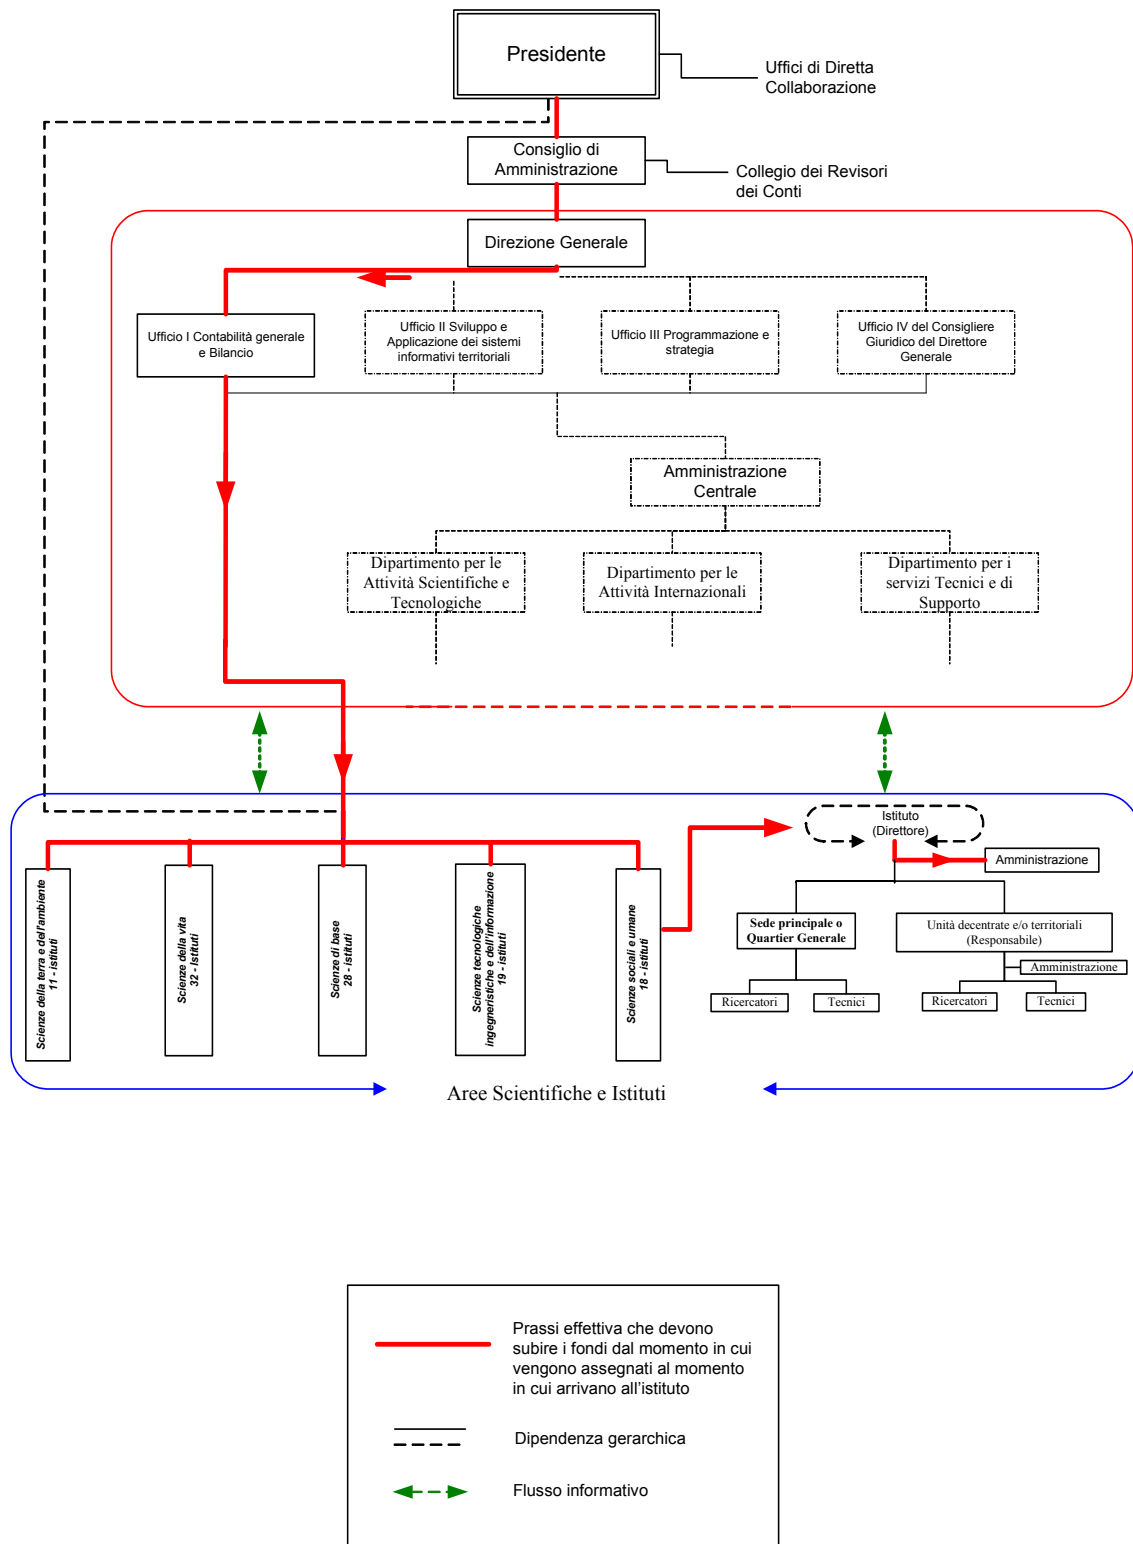 Presidente
Uffici di Diretta
Collaborazione
Consiglio di
Amministrazione
Collegio dei Revisori
dei Conti
Direzione Generale
Ufficio I Contabilità generale
e Bilancio
Ufficio II Sviluppo e
Applicazione dei sistemi
informativi territoriali
Ufficio III Programmazione e
strategia
Ufficio IV del Consigliere
Giuridico del Direttore
Generale
Amministrazione
Centrale
Dipartimento per le
Attività Scientifiche e
Tecnologiche
Dipartimento per le
Attività Internazionali
Dipartimento per i
servizi Tecnici e di
Supporto
Istituto
(Direttore)
Amministrazione
Sede principale o
Quartier Generale
Unità decentrate e/o territoriali
(Responsabile)
Amministrazione
Ricercatori
Tecnici
Ricercatori
Tecnici
Scienze della terra e del'ambiente
11 - istituti
Scienze della vita
32 - Istituti
Scienze di base
28 - istituti
Scienze tecnologiche
ingegneristiche e dell'informazione
19 - istituti
Scienze sociali e umane
18 - istituti
Aree Scientifiche e Istituti
Prassi effettiva che devono
subire i fondi dal momento in cui
vengono assegnati al momento
in cui arrivano all'istituto
Dipendenza gerarchica
Flusso informativo